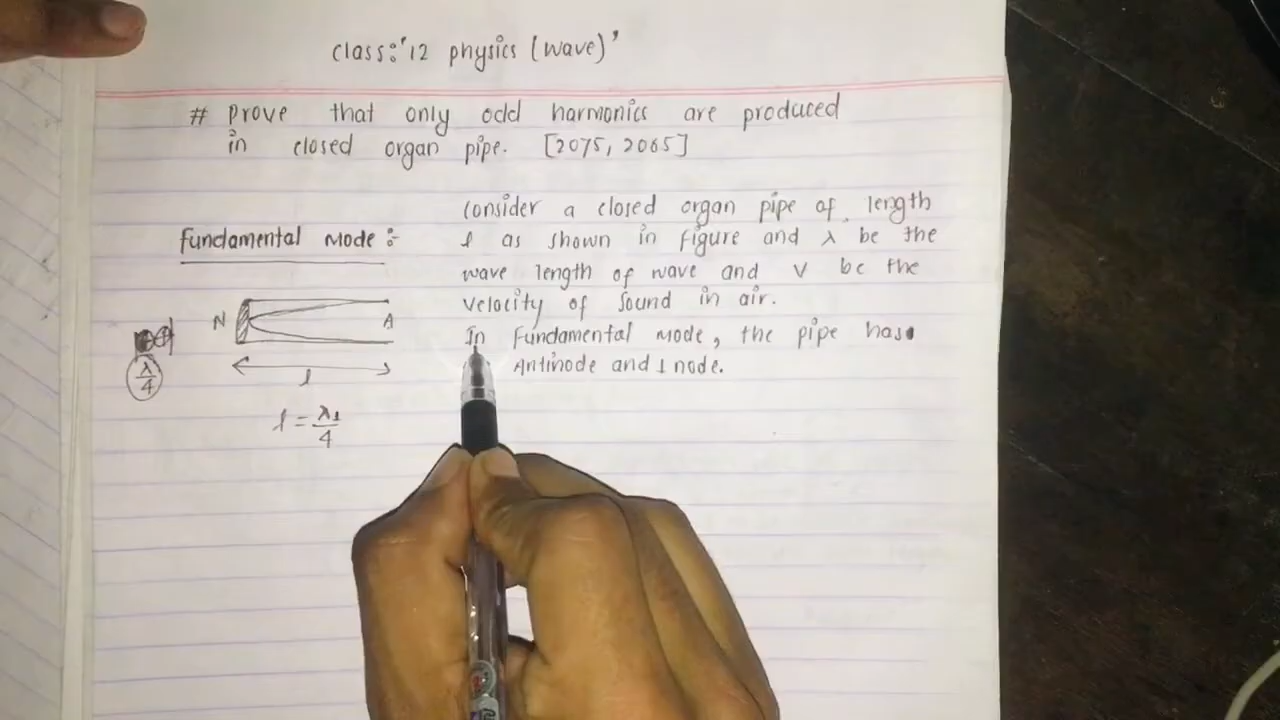 class:'12 physics (wave)'
# prove that only odd harmonics are produced
in closed organ pipe. [2075, 2065]
Consider a closed organ pipe of length
l as shown in figure and λ be the
wave length of wave and v be the
velocity of sound in air.
In Fundamental mode, the pipe has
Antinode and 1 node.
Fundamental Mode :-
N
A
l
λ/4
l = λ1/4